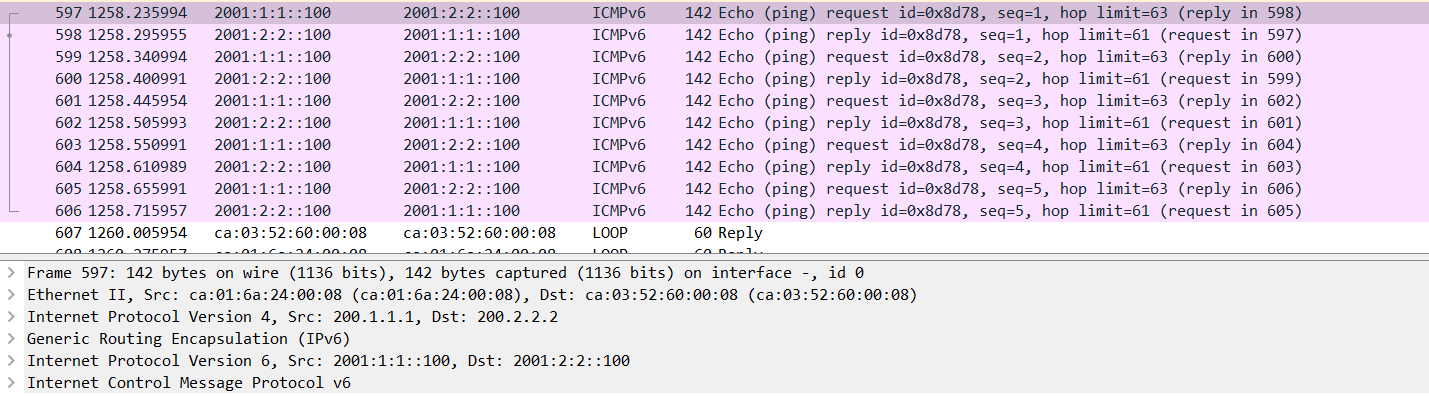 597 1258.235994 2001:1:1::100 2001:2:2::100 ICMPv6 142 Echo (ping) request id=0x8d78, seq=1, hop limit=63 (reply in 598)
598 1258.295955 2001:2:2::100 2001:1:1::100 ICMPv6 142 Echo (ping) reply id=0x8d78, seq=1, hop limit=61 (request in 597)
599 1258.340994 2001:1:1::100 2001:2:2::100 ICMPv6 142 Echo (ping) request id=0x8d78, seq=2, hop limit=63 (reply in 600)
600 1258.400991 2001:2:2::100 2001:1:1::100 ICMPv6 142 Echo (ping) reply id=0x8d78, seq=2, hop limit=61 (request in 599)
601 1258.445954 2001:1:1::100 2001:2:2::100 ICMPv6 142 Echo (ping) request id=0x8d78, seq=3, hop limit=63 (reply in 602)
602 1258.505993 2001:2:2::100 2001:1:1::100 ICMPv6 142 Echo (ping) reply id=0x8d78, seq=3, hop limit=61 (request in 601)
603 1258.550991 2001:1:1::100 2001:2:2::100 ICMPv6 142 Echo (ping) request id=0x8d78, seq=4, hop limit=63 (reply in 604)
604 1258.610989 2001:2:2::100 2001:1:1::100 ICMPv6 142 Echo (ping) reply id=0x8d78, seq=4, hop limit=61 (request in 603)
605 1258.655991 2001:1:1::100 2001:2:2::100 ICMPv6 142 Echo (ping) request id=0x8d78, seq=5, hop limit=63 (reply in 606)
606 1258.715957 2001:2:2::100 2001:1:1::100 ICMPv6 142 Echo (ping) reply id=0x8d78, seq=5, hop limit=61 (request in 605)
607 1260.005954 ca:03:52:60:00:08 ca:03:52:60:00:08 LOOP 60 Reply
Frame 597: 142 bytes on wire (1136 bits), 142 bytes captured (1136 bits) on interface -, id 0
Ethernet II, Src: ca:01:6a:24:00:08 (ca:01:6a:24:00:08), Dst: ca:03:52:60:00:08 (ca:03:52:60:00:08)
Internet Protocol Version 4, Src: 200.1.1.1, Dst: 200.2.2.2
Generic Routing Encapsulation (IPv6)
Internet Protocol Version 6, Src: 2001:1:1::100, Dst: 2001:2:2::100
Internet Control Message Protocol v6